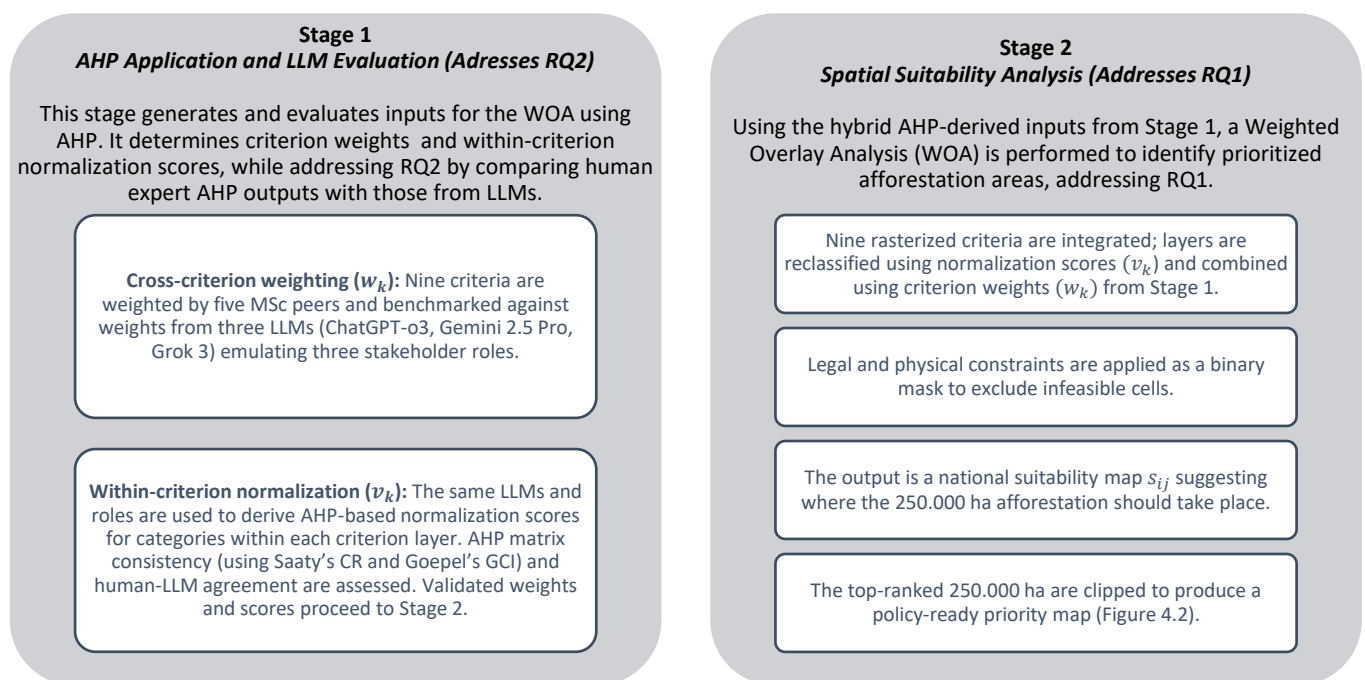 Stage 1
AHP Application and LLM Evaluation (Adresses RQ2)
This stage generates and evaluates inputs for the WOA using
AHP. It determines criterion weights and within-criterion
normalization scores, while addressing RQ2 by comparing human
expert AHP outputs with those from LLMs.
Cross-criterion weighting (wₖ): Nine criteria are
weighted by five MSc peers and benchmarked against
weights from three LLMs (ChatGPT-o3, Gemini 2.5 Pro,
Grok 3) emulating three stakeholder roles.
Within-criterion normalization (vₖ): The same LLMs and
roles are used to derive AHP-based normalization scores
for categories within each criterion layer. AHP matrix
consistency (using Saaty’s CR and Goepel’s GCI) and
human-LLM agreement are assessed. Validated weights
and scores proceed to Stage 2.
Stage 2
Spatial Suitability Analysis (Addresses RQ1)
Using the hybrid AHP-derived inputs from Stage 1, a Weighted
Overlay Analysis (WOA) is performed to identify prioritized
afforestation areas, addressing RQ1.
Nine rasterized criteria are integrated; layers are
reclassified using normalization scores (vₖ) and combined
using criterion weights (wₖ) from Stage 1.
Legal and physical constraints are applied as a binary
mask to exclude infeasible cells.
The output is a national suitability map sᵢⱼ suggesting
where the 250.000 ha afforestation should take place.
The top-ranked 250.000 ha are clipped to produce a
policy-ready priority map (Figure 4.2).